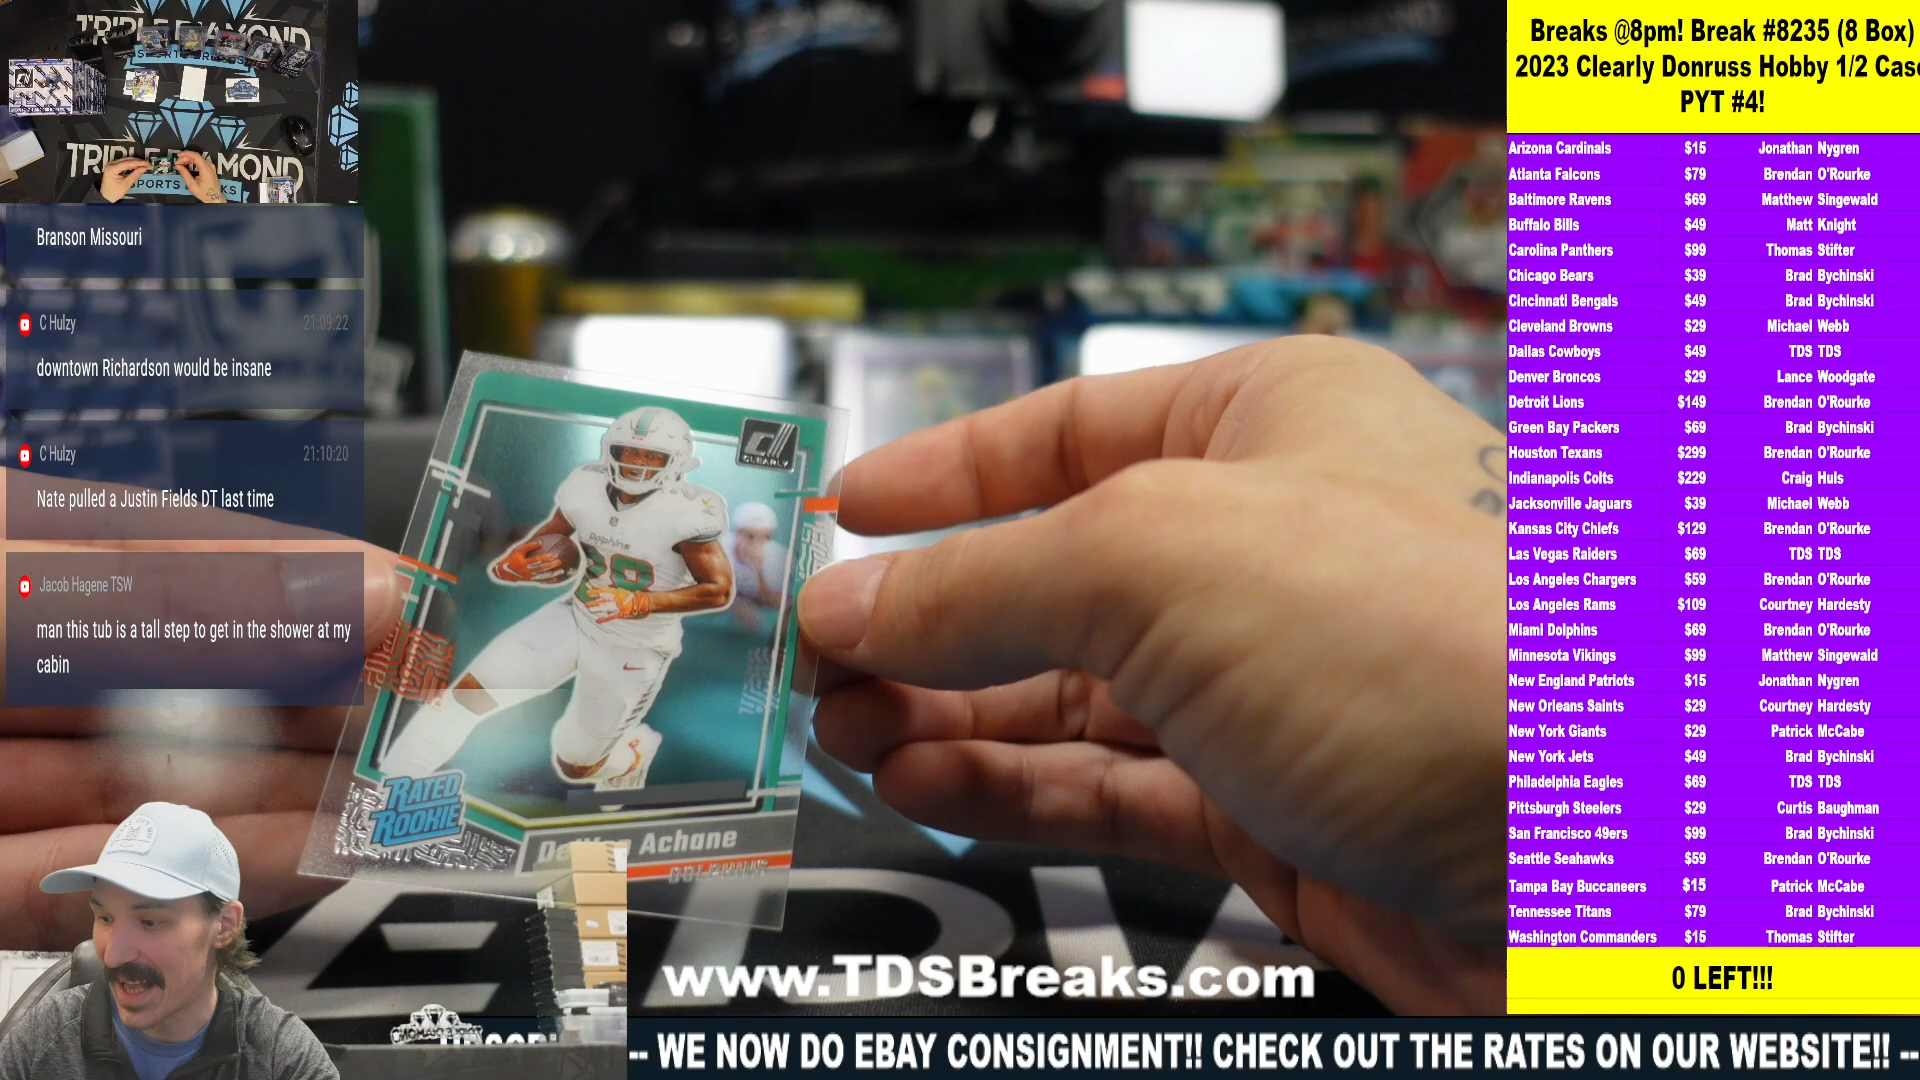 TRIPLE DIAMOND
TRIPLE DIAMOND
SPORTS BREAKS
Branson Missouri
C Hulzy 21:09:22
downtown Richardson would be insane
C Hulzy 21:10:20
Nate pulled a Justin Fields DT last time
Jacob Hagene TSW
man this tub is a tall step to get in the shower at my
cabin
CLEARLY
Dolphins
28
RATED
ROOKIE
Achane
DOLPHINS
www.TDSBreaks.com
-- WE NOW DO EBAY CONSIGNMENT!! CHECK OUT THE RATES ON OUR WEBSITE!! --
Breaks @8pm! Break #8235 (8 Box)
2023 Clearly Donruss Hobby 1/2 Case
PYT #4!
Arizona Cardinals $15 Jonathan Nygren
Atlanta Falcons $79 Brendan O'Rourke
Baltimore Ravens $69 Matthew Singewald
Buffalo Bills $49 Matt Knight
Carolina Panthers $99 Thomas Stifter
Chicago Bears $39 Brad Bychinski
Cincinnati Bengals $49 Brad Bychinski
Cleveland Browns $29 Michael Webb
Dallas Cowboys $49 TDS TDS
Denver Broncos $29 Lance Woodgate
Detroit Lions $149 Brendan O'Rourke
Green Bay Packers $69 Brad Bychinski
Houston Texans $299 Brendan O'Rourke
Indianapolis Colts $229 Craig Huls
Jacksonville Jaguars $39 Michael Webb
Kansas City Chiefs $129 Brendan O'Rourke
Las Vegas Raiders $69 TDS TDS
Los Angeles Chargers $59 Brendan O'Rourke
Los Angeles Rams $109 Courtney Hardesty
Miami Dolphins $69 Brendan O'Rourke
Minnesota Vikings $99 Matthew Singewald
New England Patriots $15 Jonathan Nygren
New Orleans Saints $29 Courtney Hardesty
New York Giants $29 Patrick McCabe
New York Jets $49 Brad Bychinski
Philadelphia Eagles $69 TDS TDS
Pittsburgh Steelers $29 Curtis Baughman
San Francisco 49ers $99 Brad Bychinski
Seattle Seahawks $59 Brendan O'Rourke
Tampa Bay Buccaneers $15 Patrick McCabe
Tennessee Titans $79 Brad Bychinski
Washington Commanders $15 Thomas Stifter
0 LEFT!!!